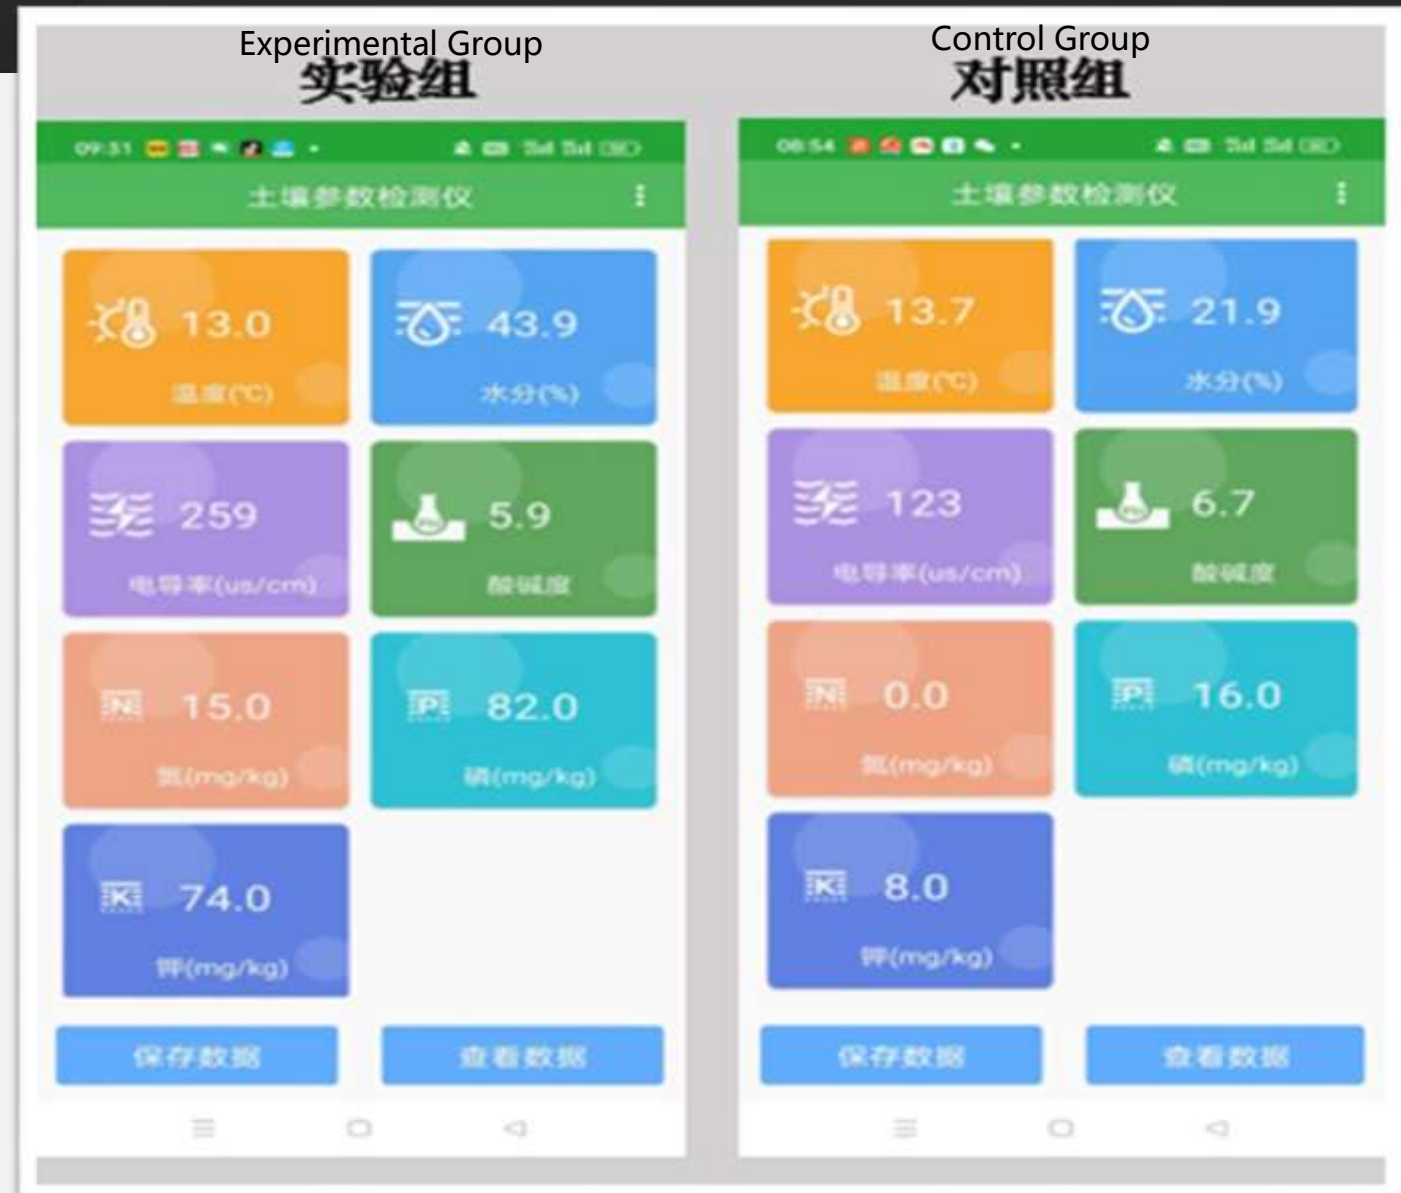 Experimental Group
实验组
09:31
土壤参数检测仪
13.0
温度(℃)
43.9
水分(%)
259
电导率(us/cm)
5.9
酸碱度
N 15.0
氮(mg/kg)
P 82.0
磷(mg/kg)
K 74.0
钾(mg/kg)
保存数据
查看数据
Control Group
对照组
08:54
土壤参数检测仪
13.7
温度(℃)
21.9
水分(%)
123
电导率(us/cm)
6.7
酸碱度
N 0.0
氮(mg/kg)
P 16.0
磷(mg/kg)
K 8.0
钾(mg/kg)
保存数据
查看数据